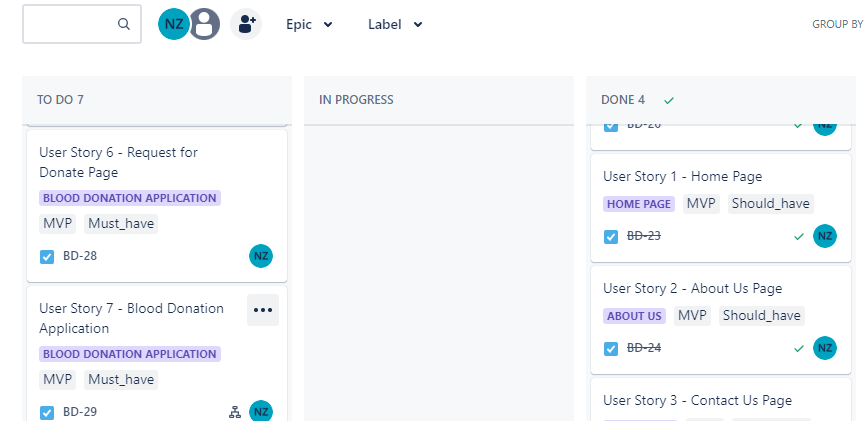 NZ
Epic
Label
GROUP BY
TO DO 7
IN PROGRESS
DONE 4
User Story 6 - Request for
Donate Page
BLOOD DONATION APPLICATION
MVP Must_have
BD-28 NZ
User Story 7 - Blood Donation
Application
BLOOD DONATION APPLICATION
MVP Must_have
BD-29 NZ
NZ
User Story 1 - Home Page
HOME PAGE MVP Should_have
BD-23 NZ
User Story 2 - About Us Page
ABOUT US MVP Should_have
BD-24 NZ
User Story 3 - Contact Us Page